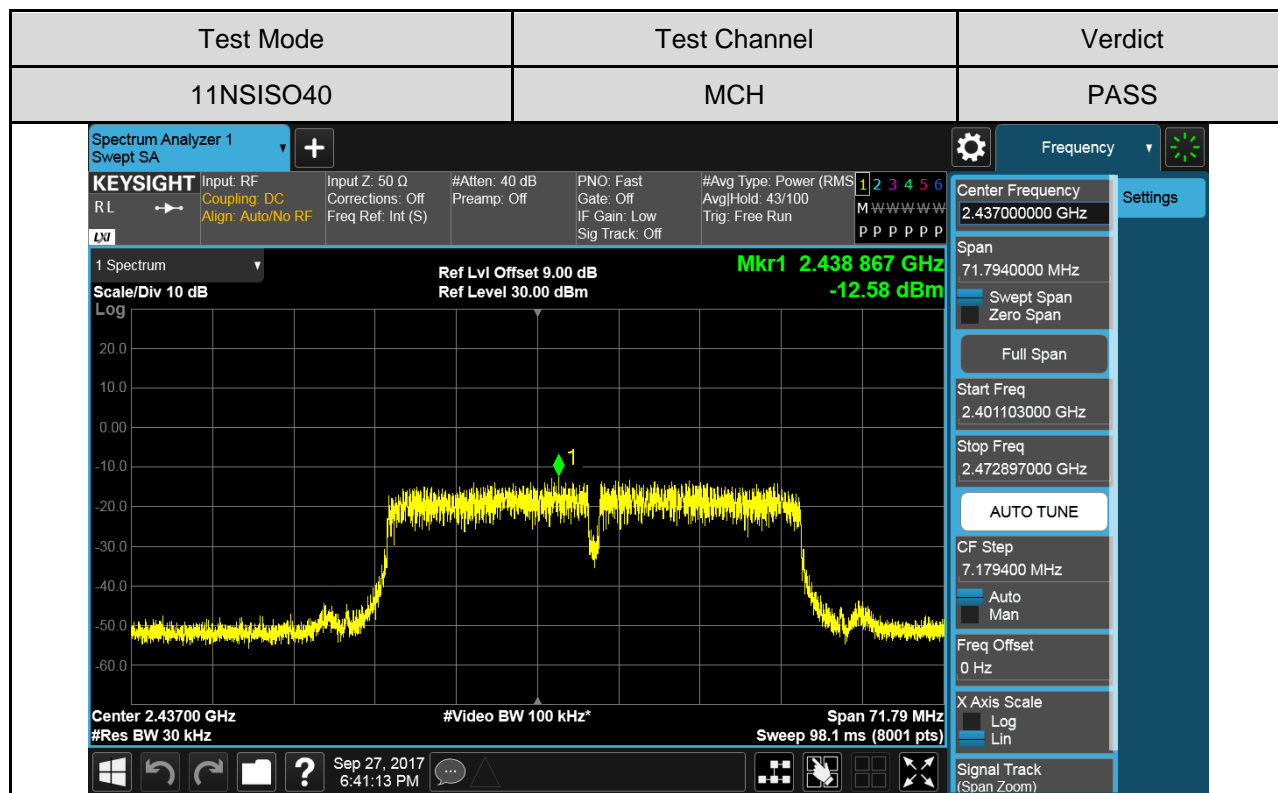 Test Mode Test Channel Verdict
11NSISO40 MCH PASS
Spectrum Analyzer 1
Swept SA
+
Frequency
KEYSIGHT Input: RF Input Z: 50 Ω #Atten: 40 dB PNO: Fast #Avg Type: Power (RMS 1 2 3 4 5 6
R L Coupling: DC Corrections: Off Preamp: Off Gate: Off Avg|Hold: 43/100 M W W W W W
Align: Auto/No RF Freq Ref: Int (S) IF Gain: Low Trig: Free Run
LXI Sig Track: Off P P P P P P
1 Spectrum Ref Lvl Offset 9.00 dB Mkr1 2.438 867 GHz
Scale/Div 10 dB Ref Level 30.00 dBm -12.58 dBm
Log
20.0
10.0
0.00
-10.0
1
-20.0
-30.0
-40.0
-50.0
-60.0
Center 2.43700 GHz #Video BW 100 kHz* Span 71.79 MHz
#Res BW 30 kHz Sweep 98.1 ms (8001 pts)
? Sep 27, 2017
6:41:13 PM
Center Frequency
2.437000000 GHz
Settings
Span
71.7940000 MHz
Swept Span
Zero Span
Full Span
Start Freq
2.401103000 GHz
Stop Freq
2.472897000 GHz
AUTO TUNE
CF Step
7.179400 MHz
Auto
Man
Freq Offset
0 Hz
X Axis Scale
Log
Lin
Signal Track
(Span Zoom)